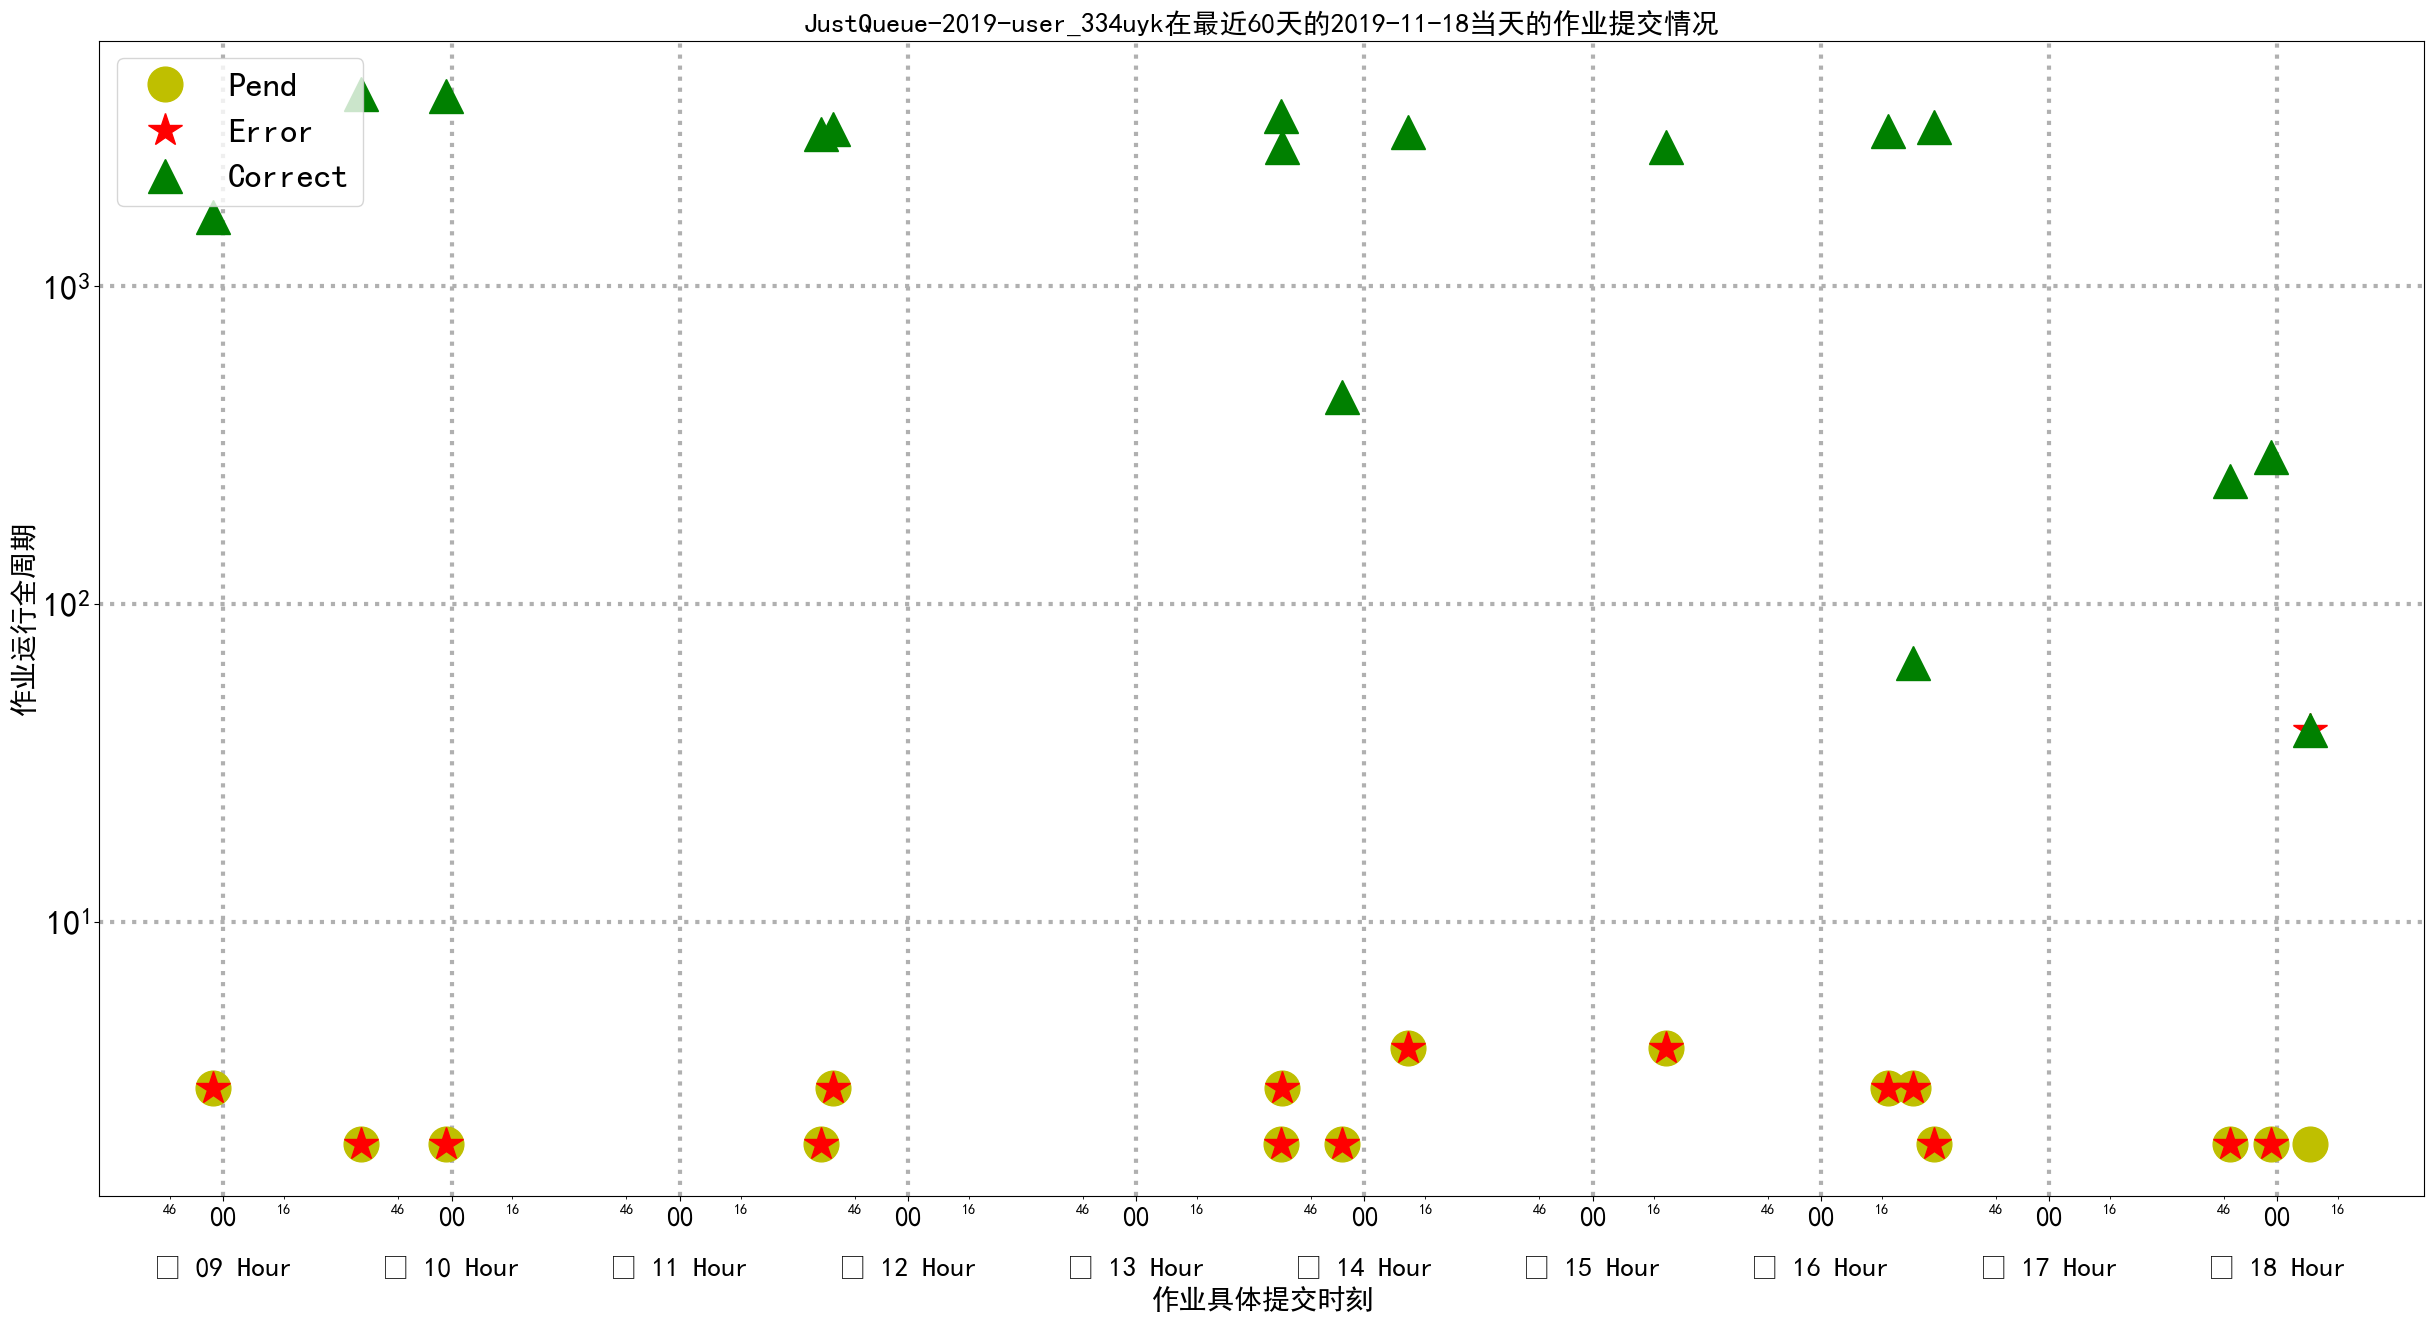 JustQueue-2019-user_334uyk在最近60天的2019-11-18当天的作业提交情况
Pend
Error
Correct
作业运行全周期
10³
10²
10¹
46 00 16 46 00 16 46 00 16 46 00 16 46 00 16 46 00 16 46 00 16 46 00 16 46 00 16 46 00 16
□ 09 Hour □ 10 Hour □ 11 Hour □ 12 Hour □ 13 Hour □ 14 Hour □ 15 Hour □ 16 Hour □ 17 Hour □ 18 Hour
作业具体提交时刻